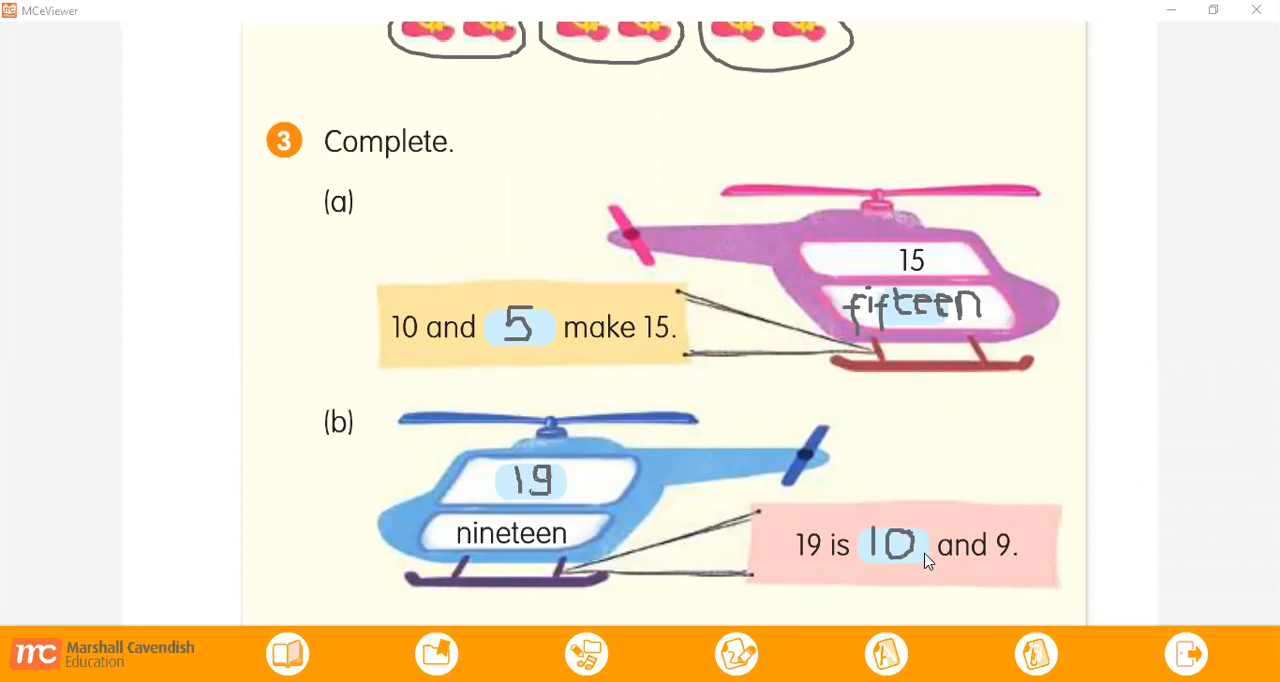 MCeViewer
3 Complete.
(a)
15
fifteen
10 and 5 make 15.
(b)
19
nineteen
19 is 10 and 9.
mc Marshall Cavendish
Education